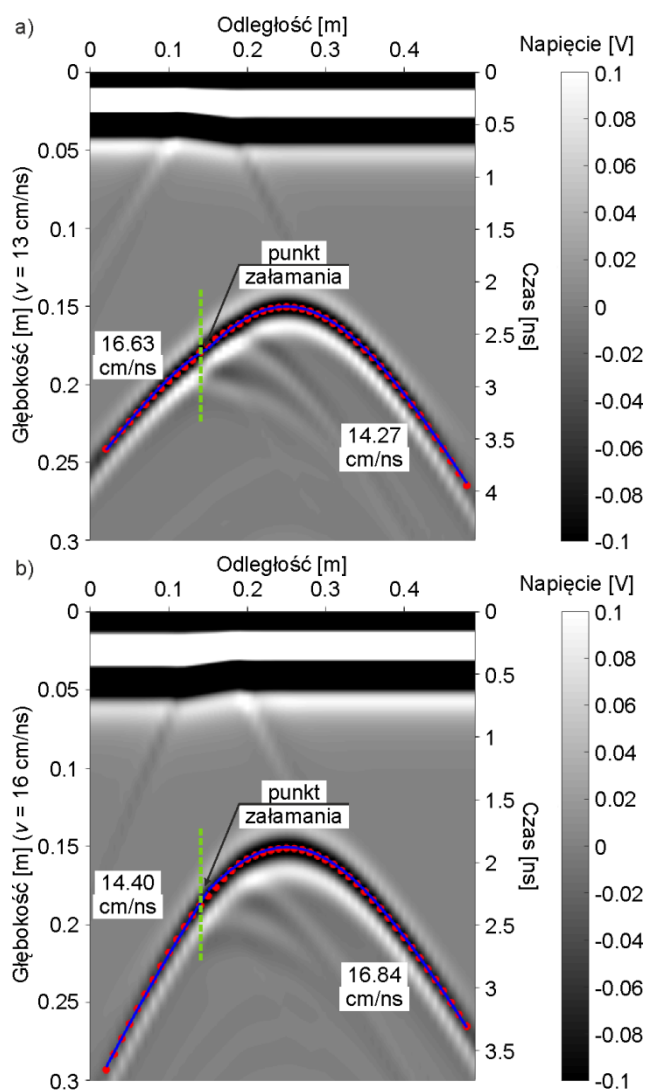 a)
Odległość [m]
0 0.1 0.2 0.3 0.4
Napięcie [V]
Głębokość [m] (v = 13 cm/ns)
0
0.05
0.1
0.15
0.2
0.25
0.3
punkt
załamania
16.63
cm/ns
14.27
cm/ns
0
0.5
1
1.5
2
2.5
3
3.5
4
Czas [ns]
0.1
0.08
0.06
0.04
0.02
0
-0.02
-0.04
-0.06
-0.08
-0.1
b)
Odległość [m]
0 0.1 0.2 0.3 0.4
Napięcie [V]
Głębokość [m] (v = 16 cm/ns)
0
0.05
0.1
0.15
0.2
0.25
0.3
punkt
załamania
14.40
cm/ns
16.84
cm/ns
0
0.5
1
1.5
2
2.5
3
3.5
Czas [ns]
0.1
0.08
0.06
0.04
0.02
0
-0.02
-0.04
-0.06
-0.08
-0.1